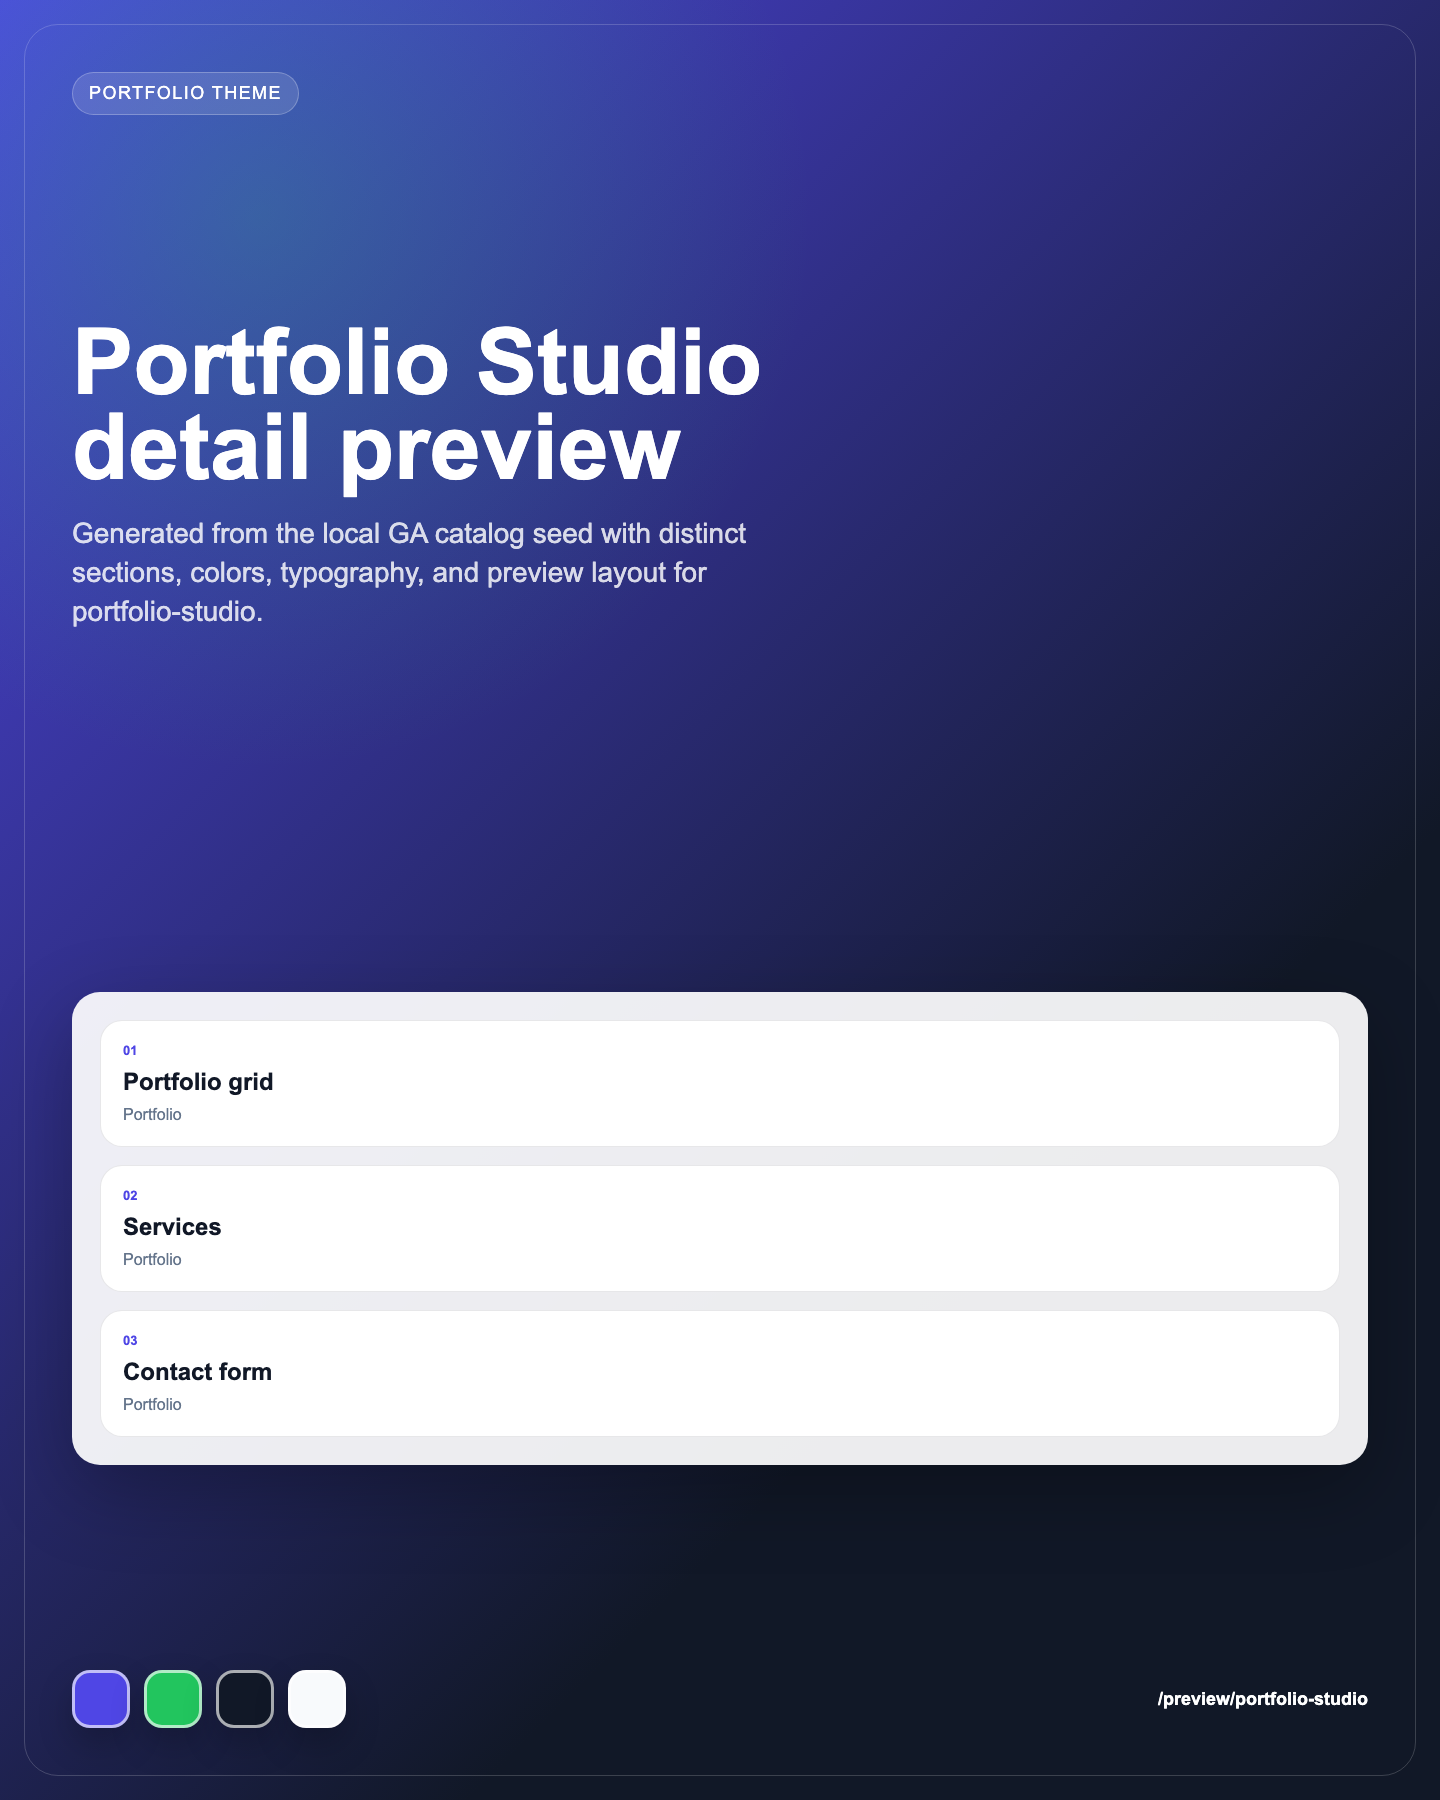 PORTFOLIO THEME
Portfolio Studio
detail preview
Generated from the local GA catalog seed with distinct
sections, colors, typography, and preview layout for
portfolio-studio.
01
Portfolio grid
Portfolio
02
Services
Portfolio
03
Contact form
Portfolio
/preview/portfolio-studio